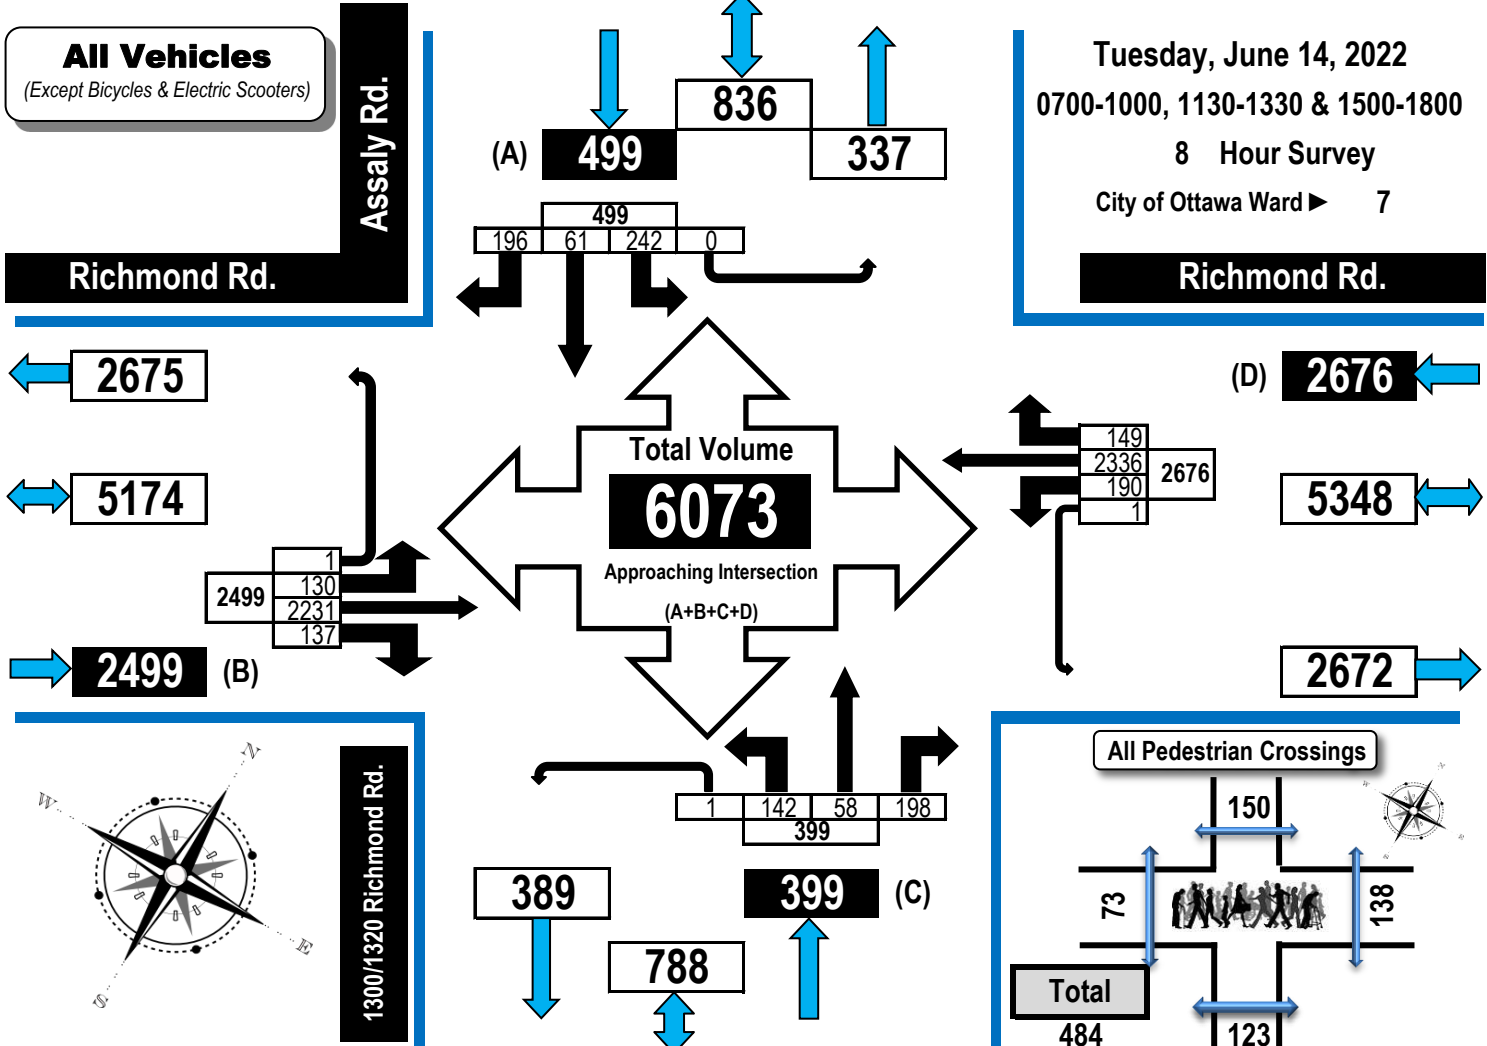 All Vehicles
(Except Bicycles & Electric Scooters)
Assaly Rd.
Richmond Rd.
836
(A) 499 337
499
196 61 242 0
Tuesday, June 14, 2022
0700-1000, 1130-1330 & 1500-1800
8 Hour Survey
City of Ottawa Ward ► 7
Richmond Rd.
2675
5174
1
130
2231
137
2499
2499 (B)
Total Volume
6073
Approaching Intersection
(A+B+C+D)
(D) 2676
149
2336
190
1
2676
5348
2672
N
W
E
S
1300/1320 Richmond Rd.
1 142 58 198
399
389
399 (C)
788
All Pedestrian Crossings
150
73
138
Total
484
123